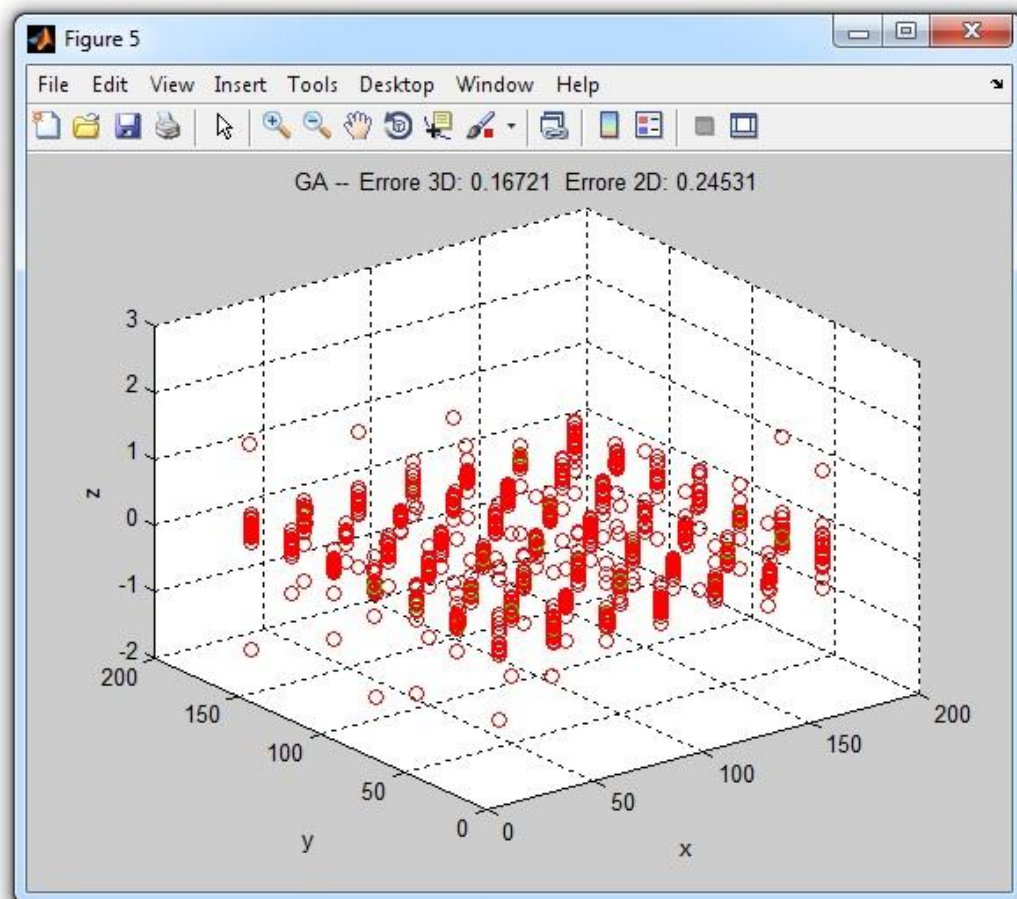 Figure 5
File Edit View Insert Tools Desktop Window Help
GA -- Errore 3D: 0.16721 Errore 2D: 0.24531
3
2
1
0
-1
-2
z
200
150
100
50
0
y
0
50
100
150
200
x